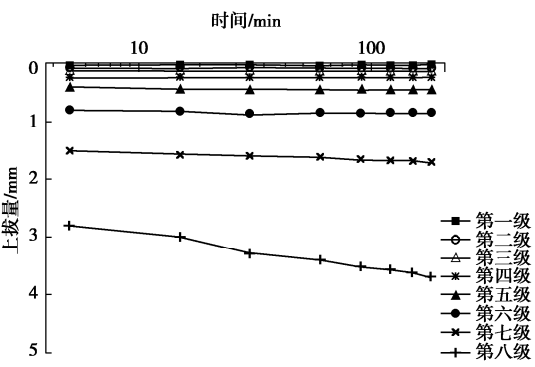 时间/min
10 100
0
1
2
3
4
5
上拔量/mm
第一级
第二级
第三级
第四级
第五级
第六级
第七级
第八级